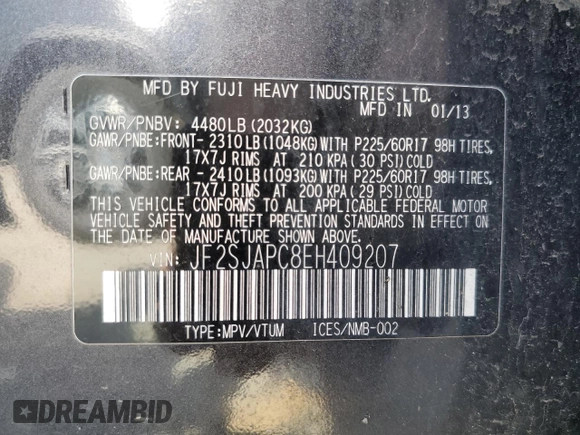 MFD BY FUJI HEAVY INDUSTRIES LTD.
MFD IN 01/13
GVWR/PNBV: 4480LB(2032KG)
GAWR/PNBE:FRONT- 2310LB(1048KG)WITH P225/60R17 98H TIRES,
17X7J RIMS AT 210 KPA(30 PSI)COLD
GAWR/PNBE:REAR - 2410LB(1093KG)WITH P225/60R17 98H TIRES,
17X7J RIMS AT 200 KPA(29 PSI)COLD
THIS VEHICLE CONFORMS TO ALL APPLICABLE FEDERAL MOTOR
VEHICLE SAFETY AND THEFT PREVENTION STANDARDS IN EFFECT ON
THE DATE OF MANUFACTURE SHOWN ABOVE.
VIN: JF2SJAPC8EH409207
TYPE:MPV/VTUM ICES/NMB-002
DREAMBID